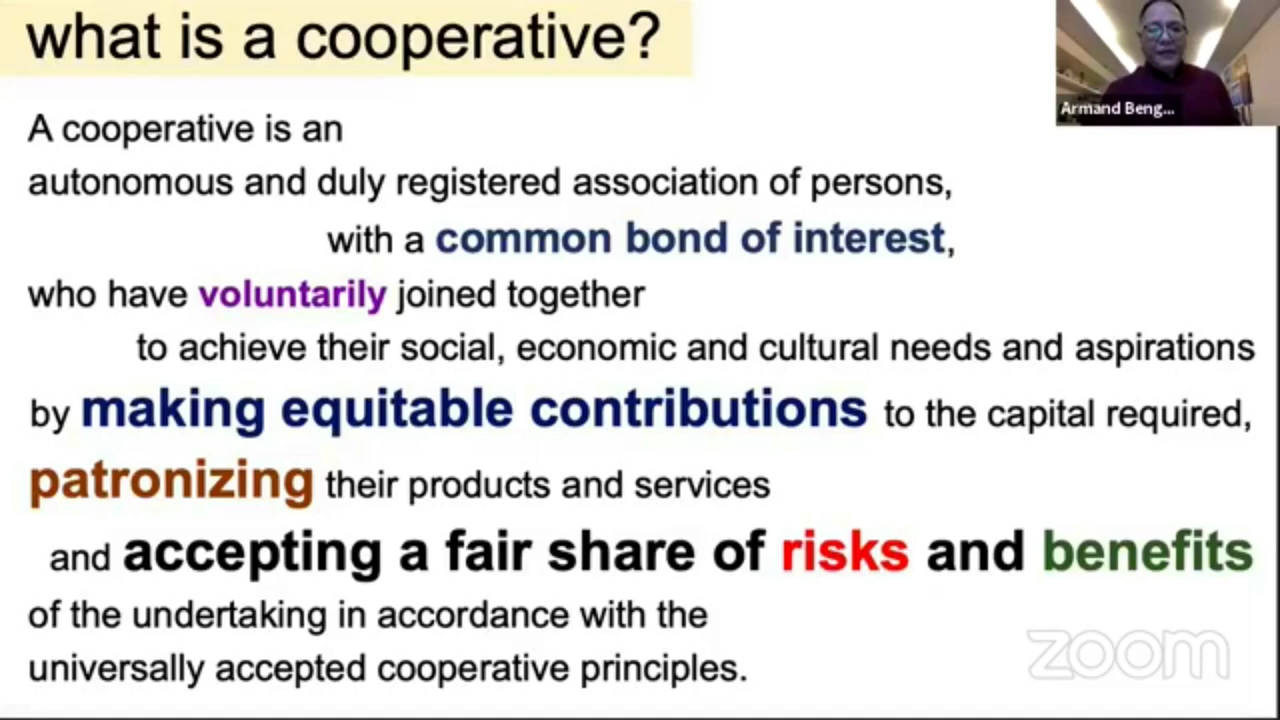 what is a cooperative?
Armand Beng...
A cooperative is an
autonomous and duly registered association of persons,
with a common bond of interest,
who have voluntarily joined together
to achieve their social, economic and cultural needs and aspirations
by making equitable contributions to the capital required,
patronizing their products and services
and accepting a fair share of risks and benefits
of the undertaking in accordance with the
universally accepted cooperative principles.
zoom